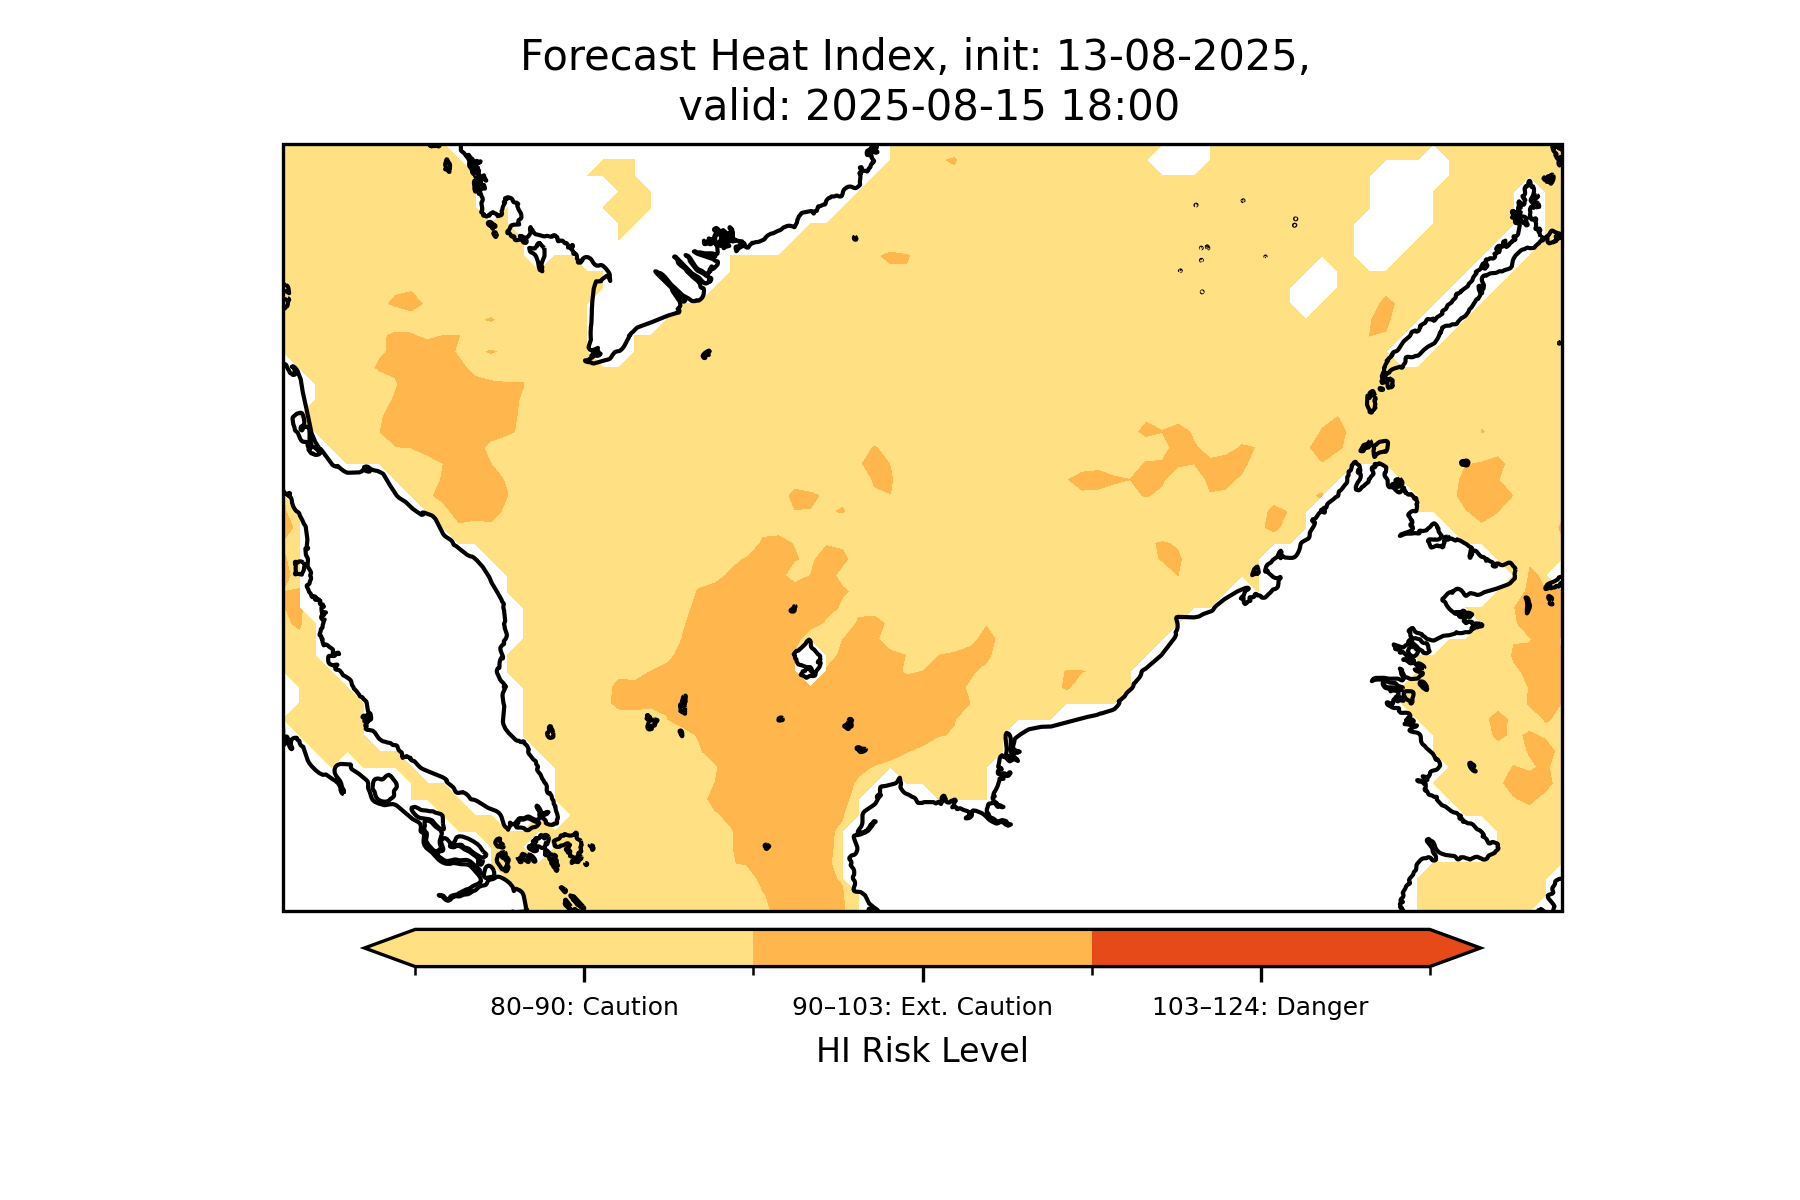 Forecast Heat Index, init: 13-08-2025,
valid: 2025-08-15 18:00
80–90: Caution
90–103: Ext. Caution
103–124: Danger
HI Risk Level